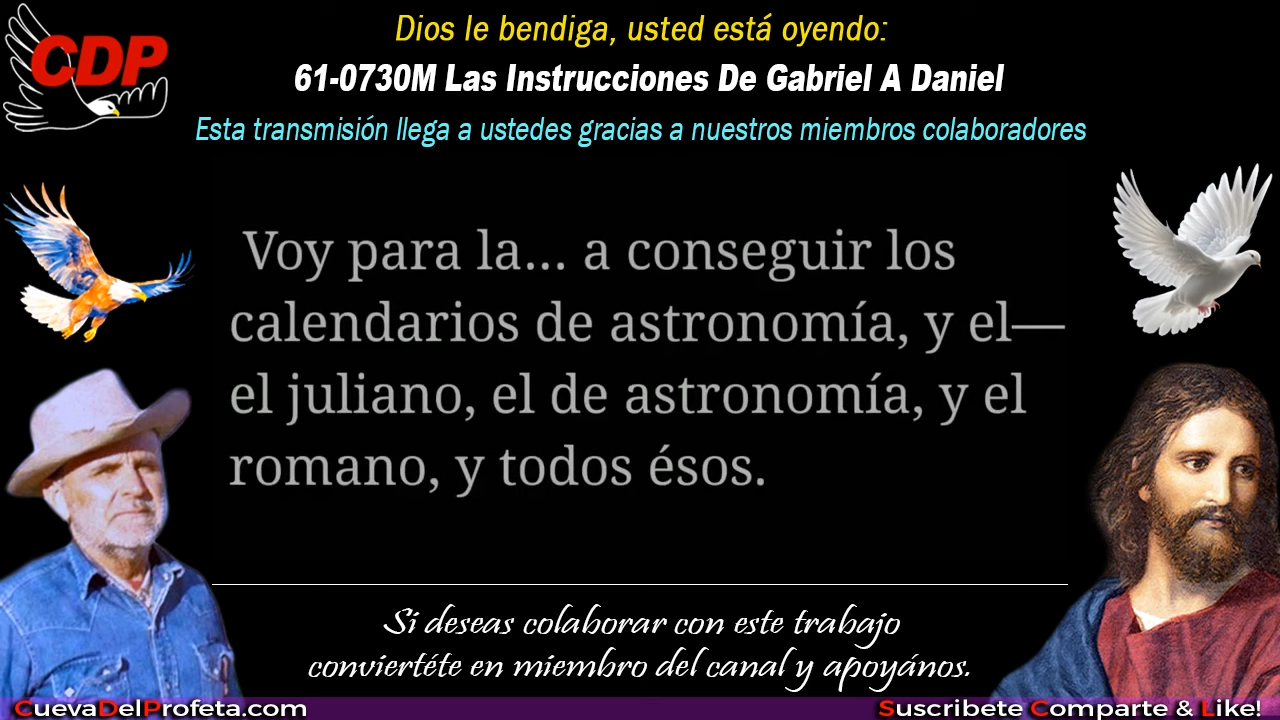 CDP
Dios le bendiga, usted está oyendo:
61-0730M Las Instrucciones De Gabriel A Daniel
Esta transmisión llega a ustedes gracias a nuestros miembros colaboradores
Voy para la... a conseguir los
calendarios de astronomía, y el—
el juliano, el de astronomía, y el
romano, y todos ésos.
Si deseas colaborar con este trabajo
conviertéte en miembro del canal y apoyános.
CuevaDelProfeta.com
Suscribete Comparte & Like!